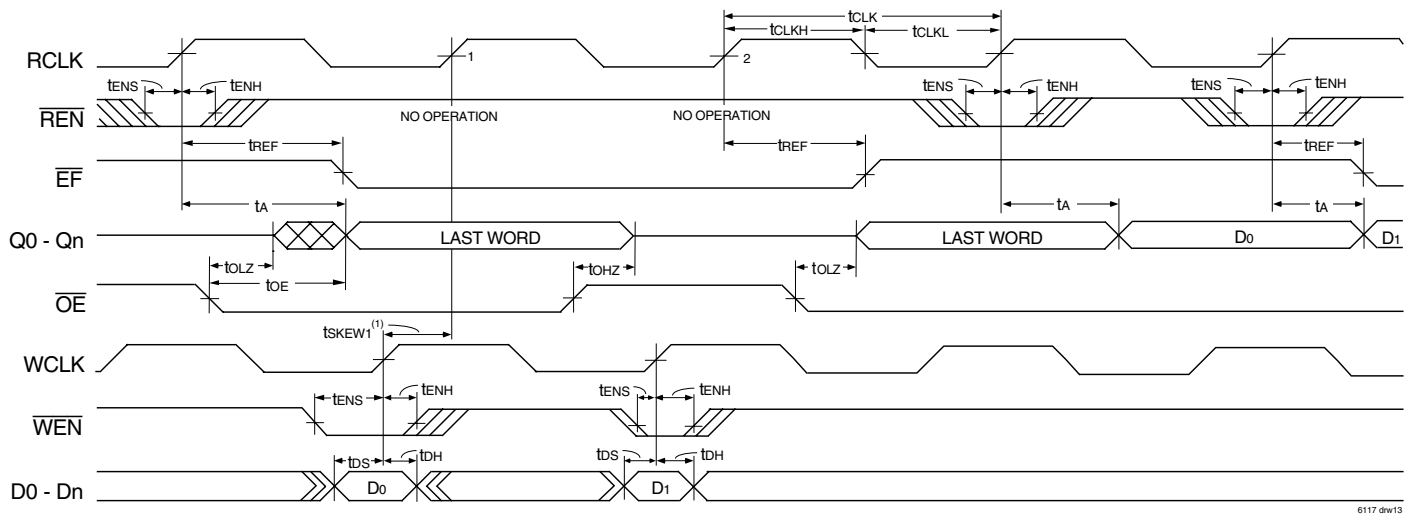 tCLK
tCLKH tCLKL
RCLK 1 2
tENS tENH tENS tENH tENS tENH
REN NO OPERATION NO OPERATION
tREF tREF tREF
EF
tA tA tA
Q0 - Qn LAST WORD LAST WORD D0 D1
tOLZ tOHZ tOLZ
tOE
OE
tSKEW1(1)
WCLK
tENS tENH tENS tENH
WEN
tDS tDH tDS tDH
D0 - Dn D0 D1
6117 drw13